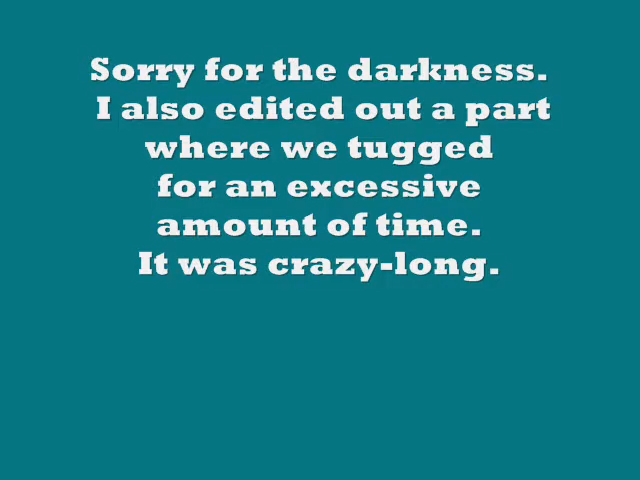 Sorry for the darkness.
I also edited out a part
where we tugged
for an excessive
amount of time.
It was crazy-long.